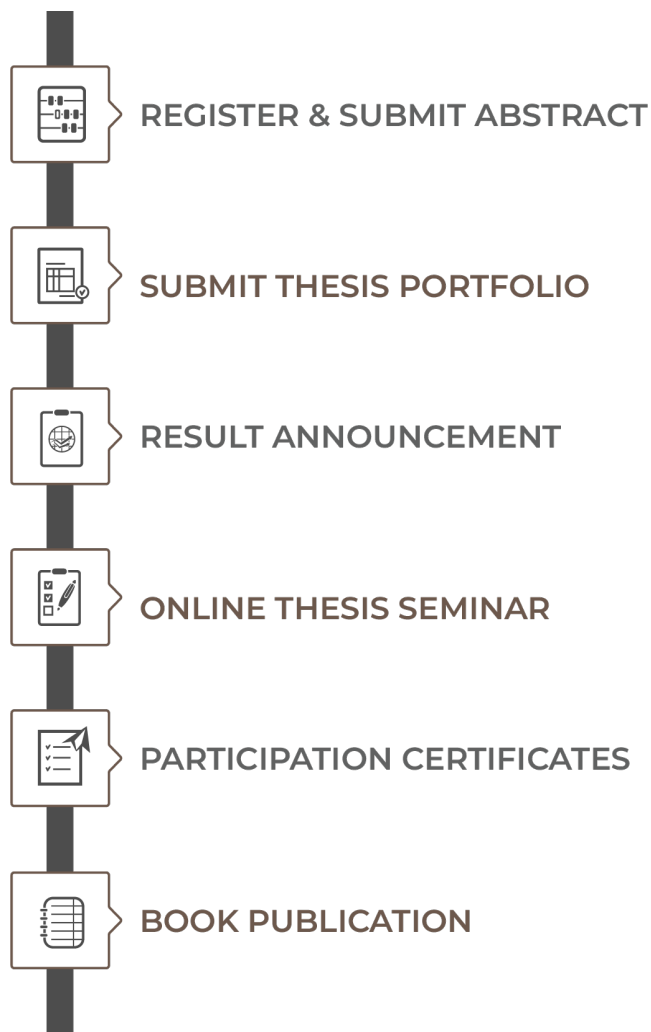 REGISTER & SUBMIT ABSTRACT
SUBMIT THESIS PORTFOLIO
RESULT ANNOUNCEMENT
ONLINE THESIS SEMINAR
PARTICIPATION CERTIFICATES
BOOK PUBLICATION